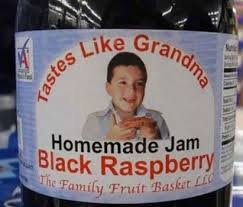 Tastes Like Grandma
Homemade Jam
Black Raspberry
The Family Fruit Basket LLC